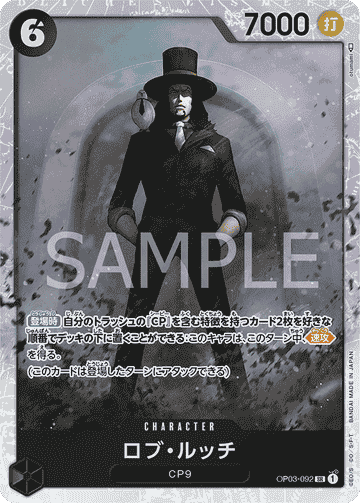 6
7000
打
SAMPLE
登場時 自分のトラッシュの『CP』を含む特徴を持つカード2枚を好きな
順番でデッキの下に置くことができる:このキャラは、このターン中、速攻
を得る。
(このカードは登場したターンにアタックできる)
CHARACTER
ロブ・ルッチ
CP9
OP03-092 SR 1
BANDAI MADE IN JAPAN